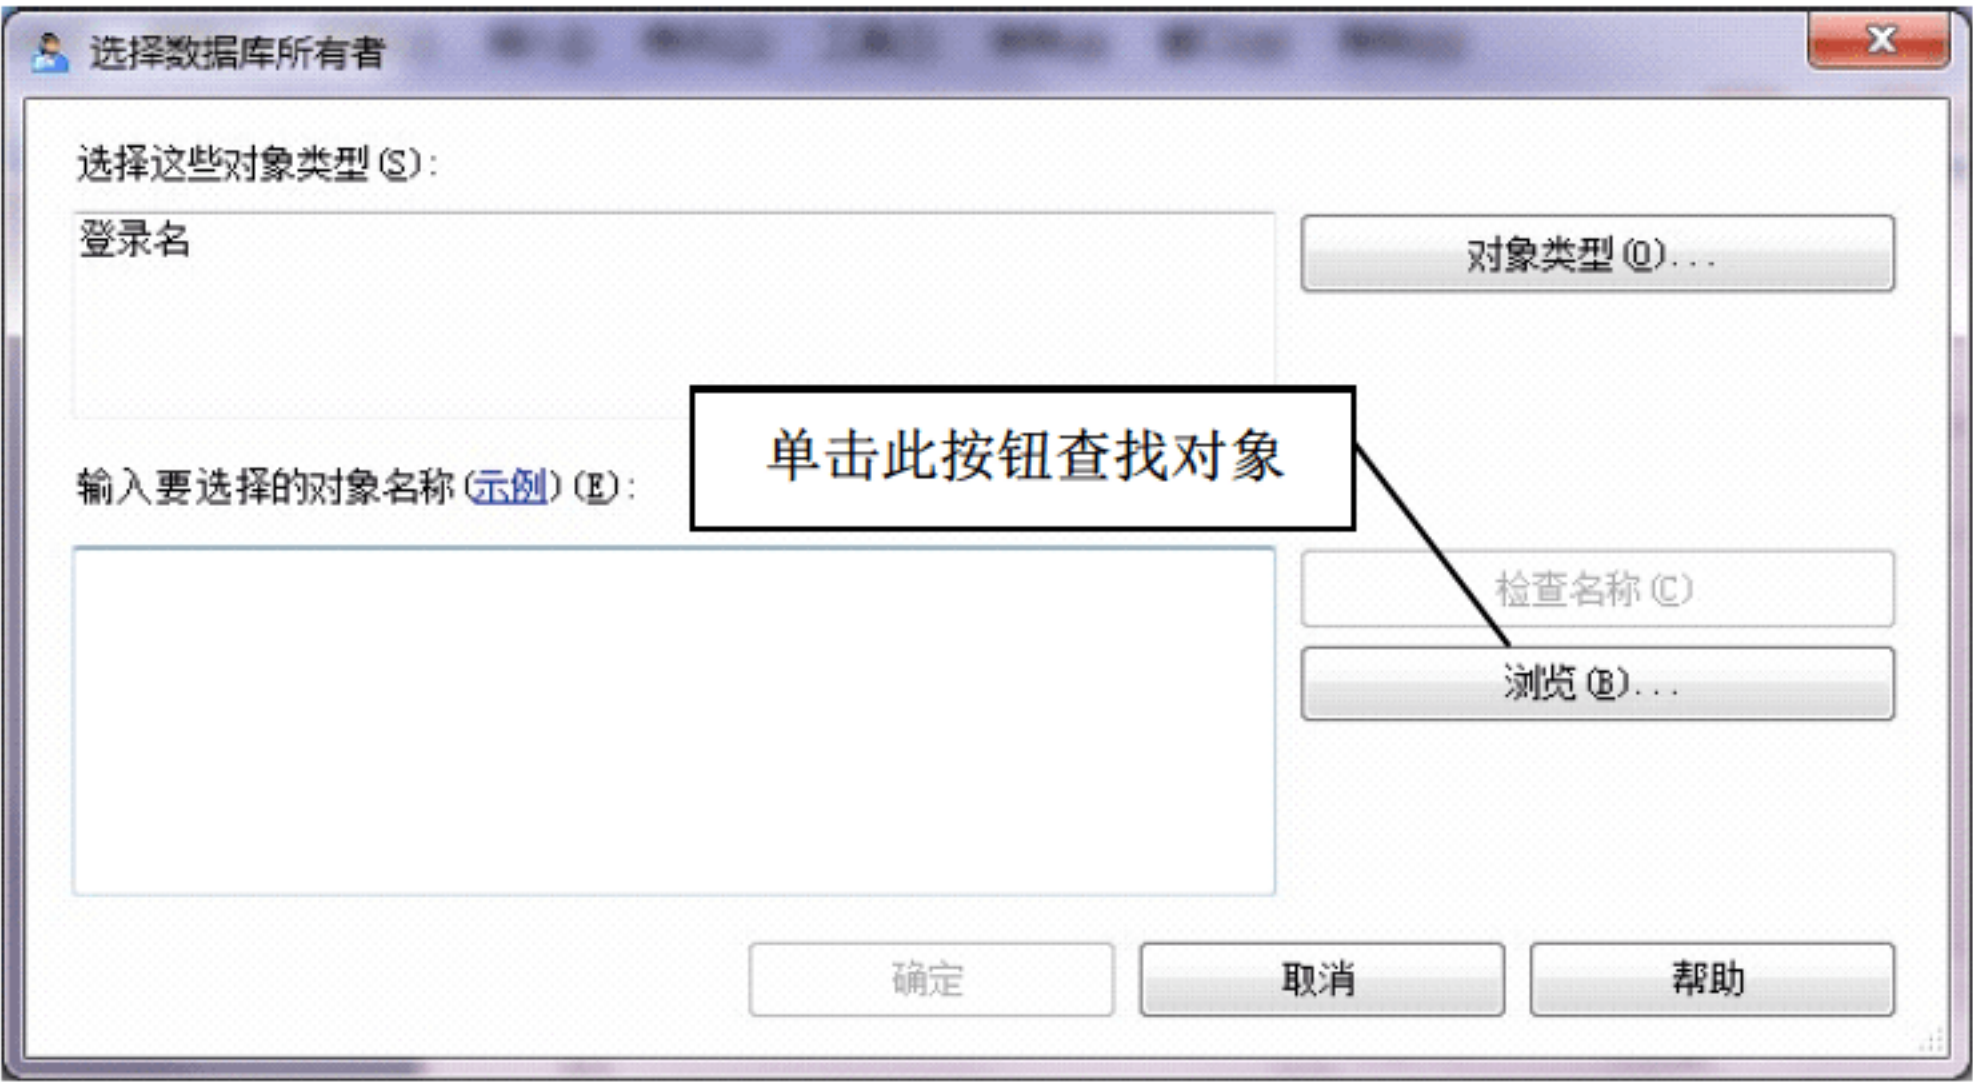 选择数据库所有者
选择这些对象类型(S):
登录名
对象类型(O)...
单击此按钮查找对象
输入要选择的对象名称(示例)(E):
检查名称(C)
浏览(B)...
确定
取消
帮助